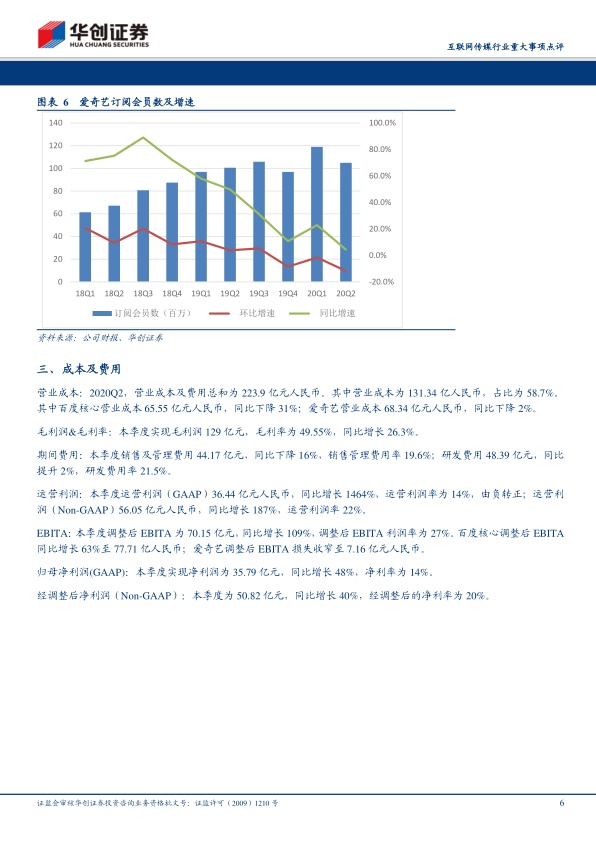 华创证券
HUA CHUANG SECURITIES
互联网传媒行业重大事项点评
图表 6 爱奇艺订阅会员数及增速
140
120
100
80
60
40
20
0
100.0%
80.0%
60.0%
40.0%
20.0%
0.0%
-20.0%
18Q1 18Q2 18Q3 18Q4 19Q1 19Q2 19Q3 19Q4 20Q1 20Q2
订阅会员数（百万） 环比增速 同比增速
资料来源：公司财报、华创证券
三、成本及费用
营业成本：2020Q2，营业成本及费用总和为 223.9 亿元人民币。其中营业成本为 131.34 亿元人民币，占比为 58.7%。
其中百度核心营业成本 65.55 亿元人民币，同比下降 31%；爱奇艺营业成本 68.34 亿元人民币，同比下降 2%。
毛利润&毛利率：本季度实现毛利润 129 亿元，毛利率为 49.55%，同比增长 26.3%。
期间费用：本季度销售及管理费用 44.17 亿元，同比下降 16%，销售管理费用率 19.6%；研发费用 48.39 亿元，同比
提升 2%，研发费用率 21.5%。
运营利润：本季度运营利润（GAAP）36.44 亿元人民币，同比增长 1464%，运营利润率为 14%，由负转正；运营利
润（Non-GAAP）56.05 亿元人民币，同比增长 187%，运营利润率 22%。
EBITA: 本季度调整后 EBITA 为 70.15 亿元，同比增长 109%，调整后 EBITA 利润率为 27%。百度核心调整后 EBITA
同比增长 63%至 77.71 亿人民币；爱奇艺调整后 EBITA 损失收窄至 7.16 亿元人民币。
归母净利润(GAAP)：本季度实现净利润为 35.79 亿元，同比增长 48%，净利率为 14%。
经调整后净利润（Non-GAAP）：本季度为 50.82 亿元，同比增长 40%，经调整后的净利率为 20%。
证监会审核华创证券投资咨询业务资格批文号：证监许可（2009）1210 号
6